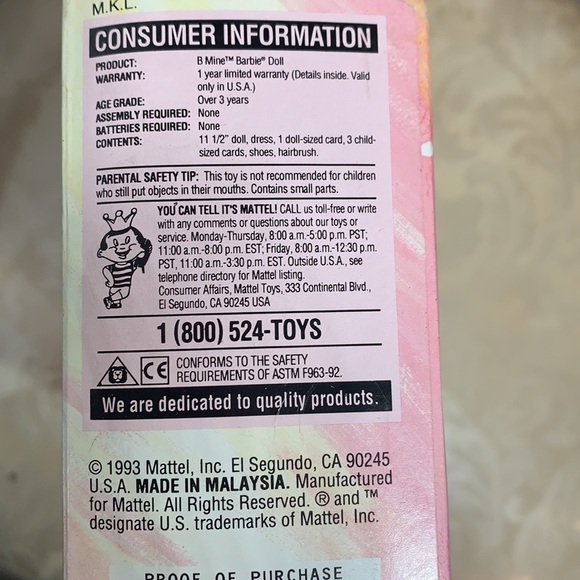 M.K.L.
CONSUMER INFORMATION
PRODUCT: B Mine™ Barbie® Doll
WARRANTY: 1 year limited warranty (Details inside. Valid
only in U.S.A.)
AGE GRADE: Over 3 years
ASSEMBLY REQUIRED: None
BATTERIES REQUIRED: None
CONTENTS: 11 1/2" doll, dress, 1 doll-sized card, 3 child-
sized cards, shoes, hairbrush.
PARENTAL SAFETY TIP: This toy is not recommended for children
who still put objects in their mouths. Contains small parts.
YOU CAN TELL IT'S MATTEL! CALL us toll-free or write
with any comments or questions about our toys or
service. Monday-Thursday, 8:00 a.m.-5:00 p.m. PST;
11:00 a.m.-8:00 p.m. EST; Friday, 8:00 a.m.-12:30 p.m.
PST, 11:00 a.m.-3:30 p.m. EST. Outside U.S.A., see
telephone directory for Mattel listing.
Consumer Affairs, Mattel Toys, 333 Continental Blvd.,
El Segundo, CA 90245 USA
1 (800) 524-TOYS
CE CONFORMS TO THE SAFETY
REQUIREMENTS OF ASTM F963-92.
We are dedicated to quality products.
© 1993 Mattel, Inc. El Segundo, CA 90245
U.S.A. MADE IN MALAYSIA. Manufactured
for Mattel. All Rights Reserved. ® and ™
designate U.S. trademarks of Mattel, Inc.
PROOF OF PURCHASE